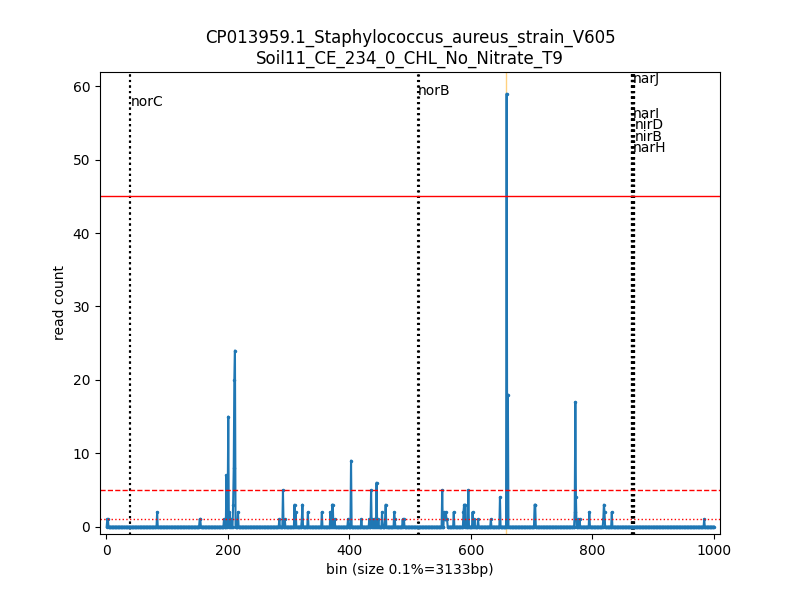 CP013959.1_Staphylococcus_aureus_strain_V605
Soil11_CE_234_0_CHL_No_Nitrate_T9
narJ
norB
norC
narI
nirD
nirB
narH
60
50
40
30
20
10
0
read count
0 200 400 600 800 1000
bin (size 0.1%=3133bp)